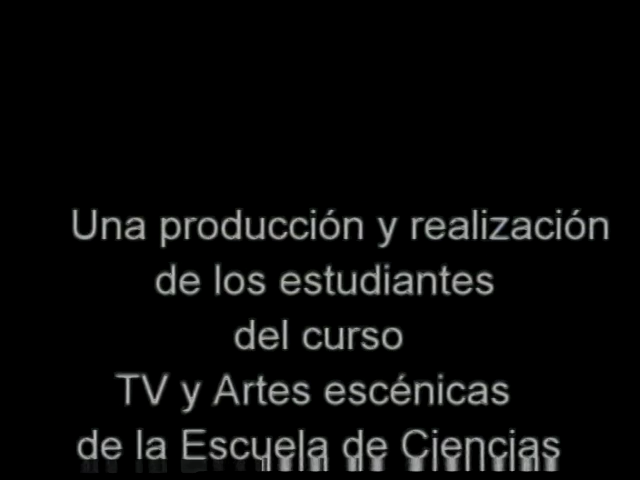 Una producción y realización
de los estudiantes
del curso
TV y Artes escénicas
de la Escuela de Ciencias